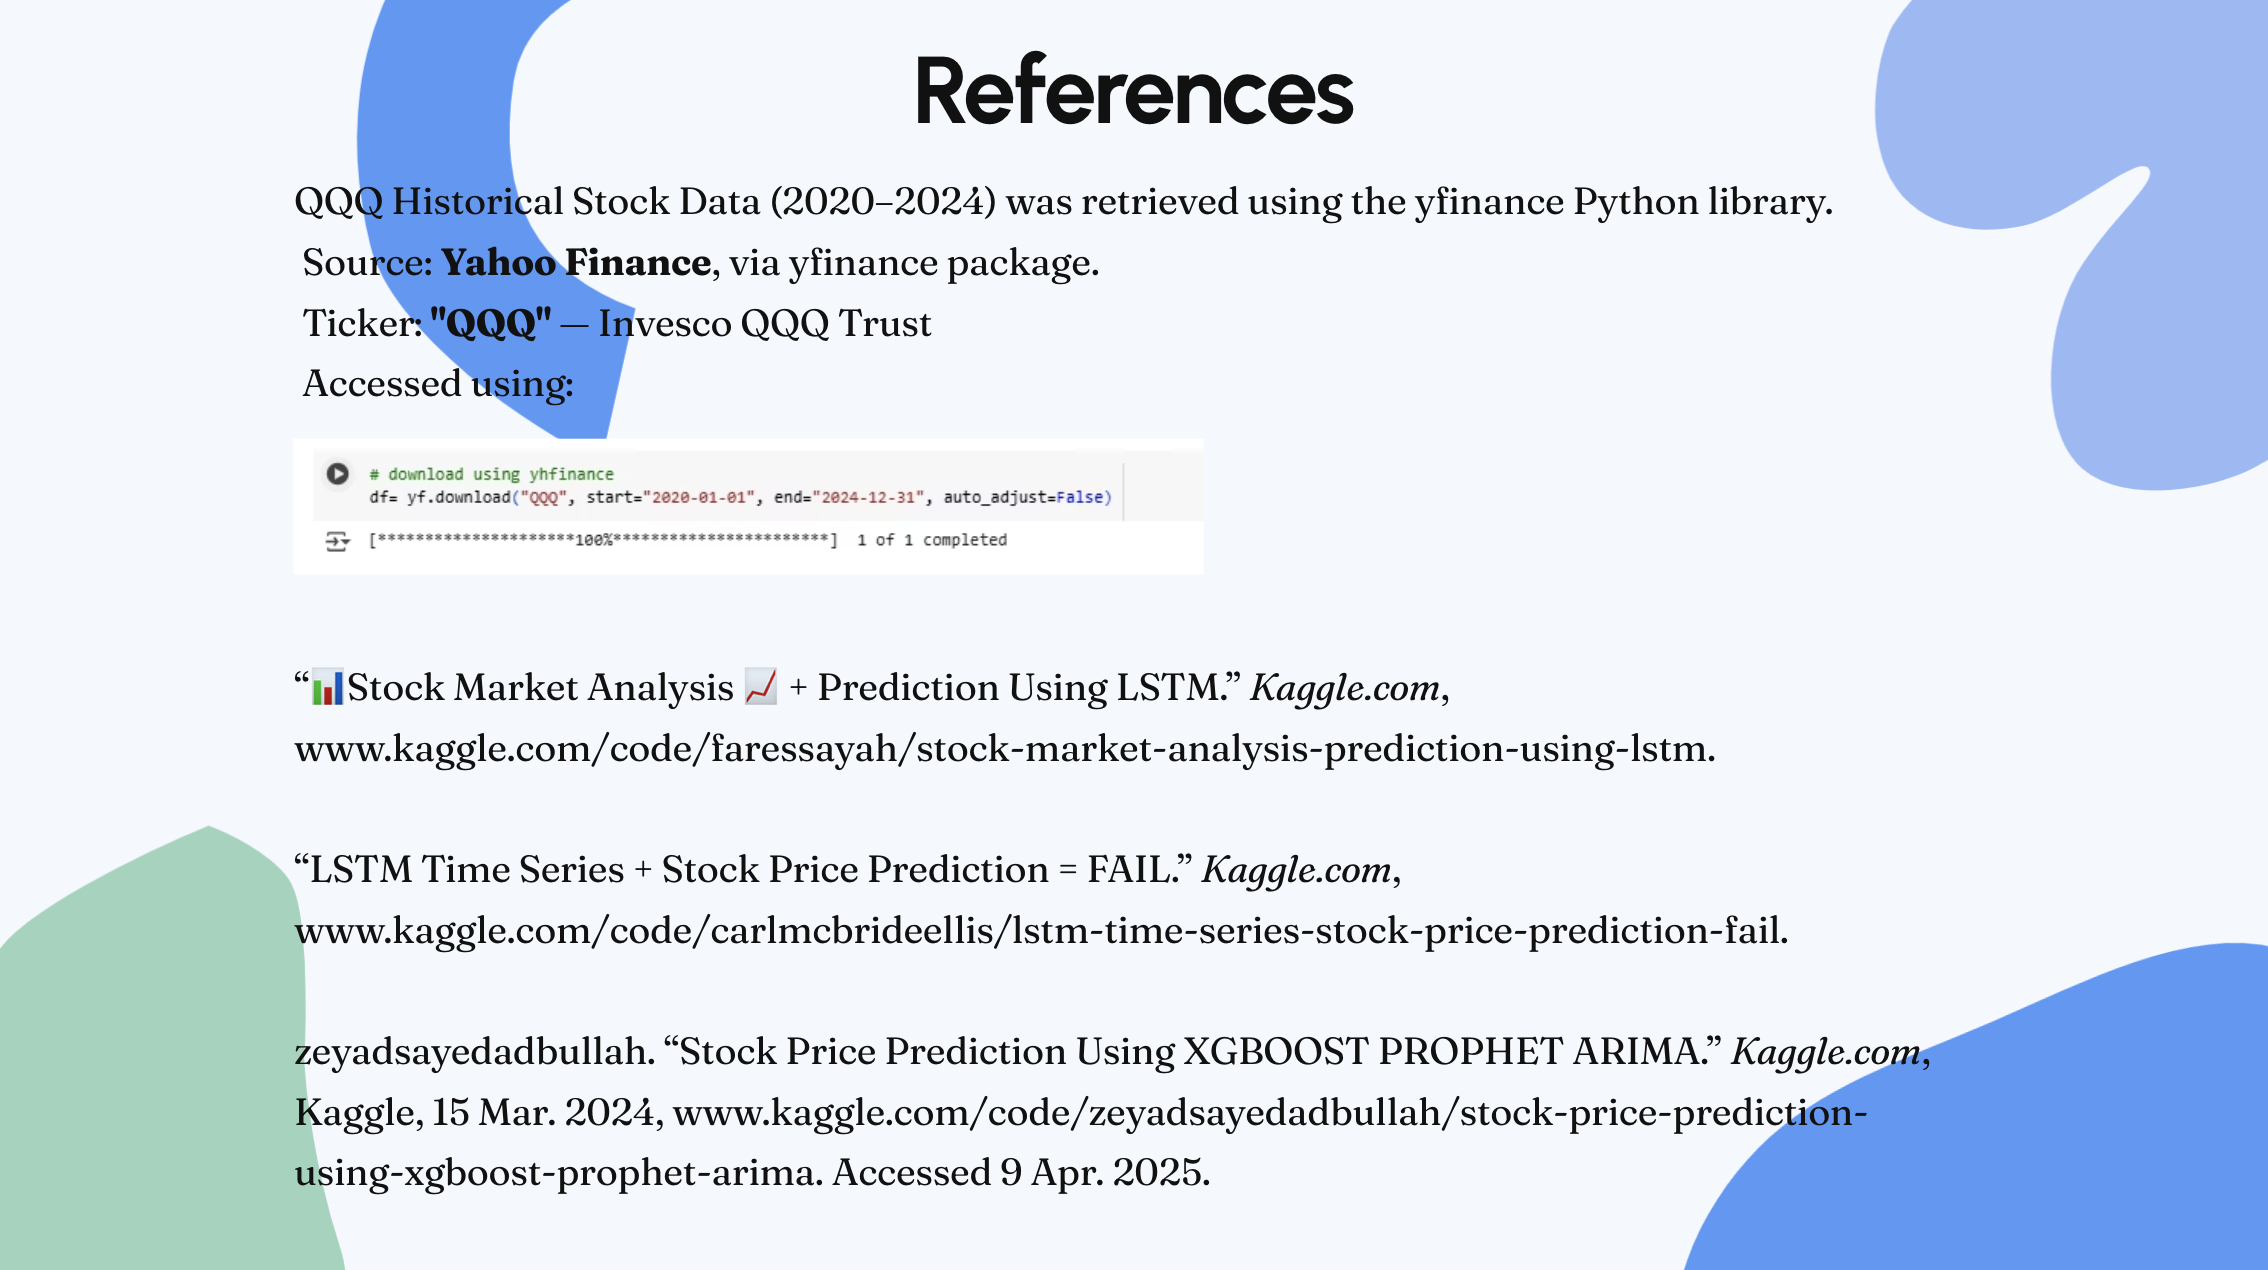 References
QQQ Historical Stock Data (2020–2024) was retrieved using the yfinance Python library.
Source: Yahoo Finance, via yfinance package.
Ticker: "QQQ" — Invesco QQQ Trust
Accessed using:
# download using yhfinance
df= yf.download("QQQ", start="2020-01-01", end="2024-12-31", auto_adjust=False)
[*********************100%***********************]  1 of 1 completed
“📊Stock Market Analysis 📈 + Prediction Using LSTM.” Kaggle.com,
www.kaggle.com/code/faressayah/stock-market-analysis-prediction-using-lstm.
“LSTM Time Series + Stock Price Prediction = FAIL.” Kaggle.com,
www.kaggle.com/code/carlmcbrideellis/lstm-time-series-stock-price-prediction-fail.
zeyadsayedadbullah. “Stock Price Prediction Using XGBOOST PROPHET ARIMA.” Kaggle.com,
Kaggle, 15 Mar. 2024, www.kaggle.com/code/zeyadsayedadbullah/stock-price-prediction-
using-xgboost-prophet-arima. Accessed 9 Apr. 2025.